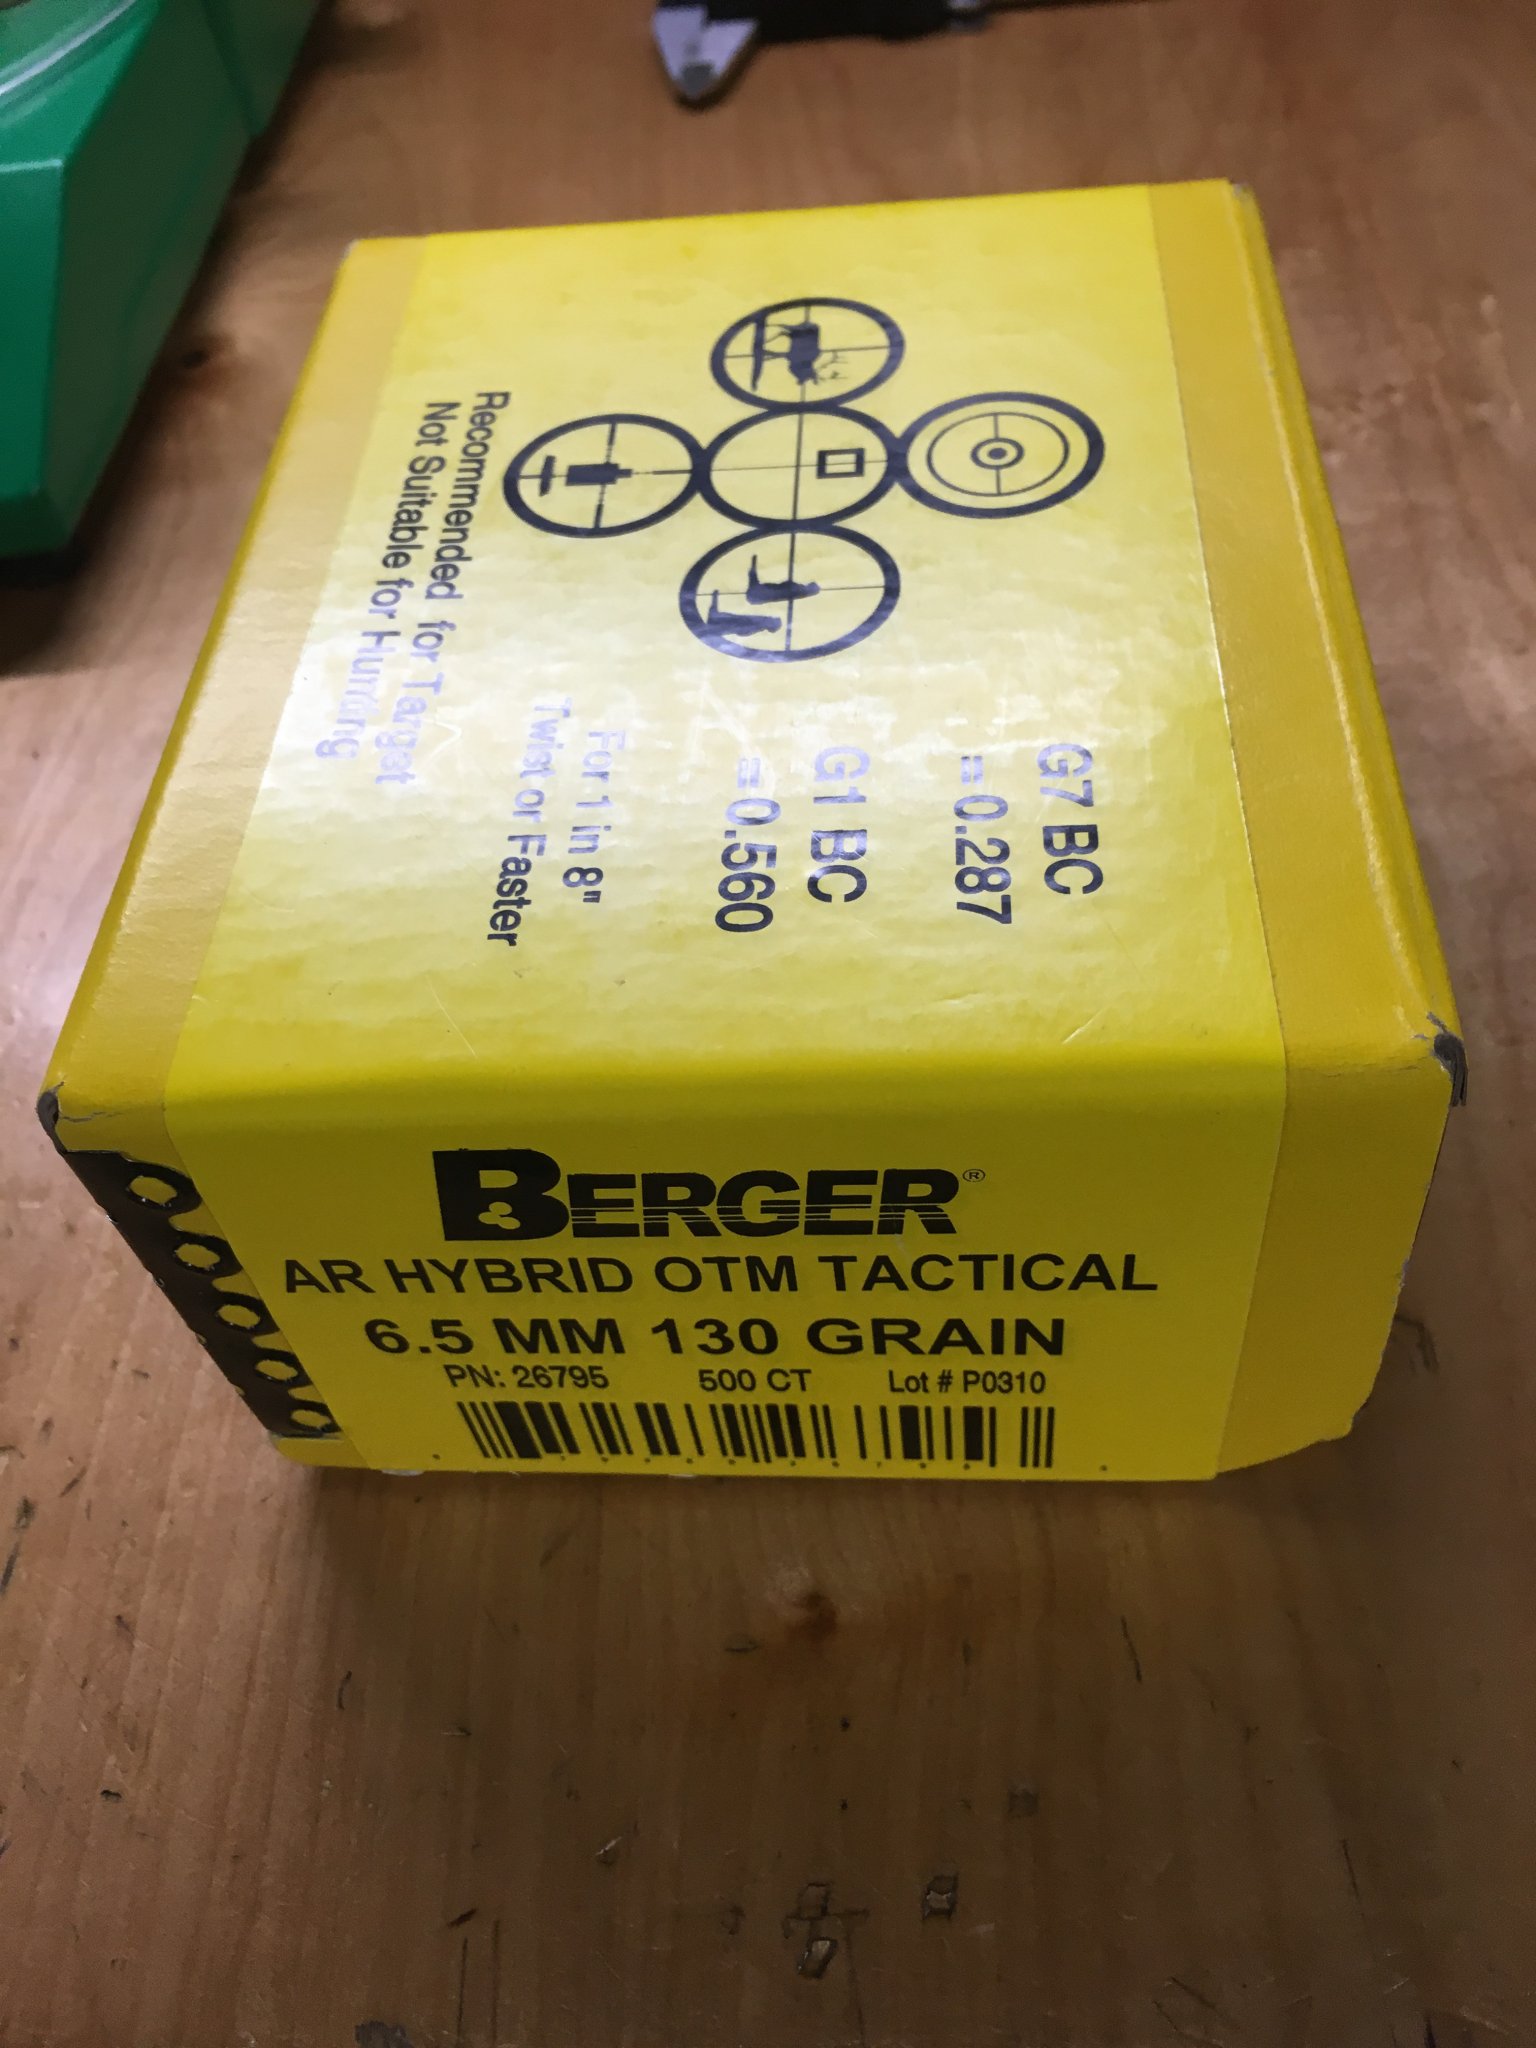 Recommended for Target
Not Suitable for Hunting
G7 BC
=0.287
G1 BC
=0.560
For 1 in 8"
Twist or Faster
BERGER®
AR HYBRID OTM TACTICAL
6.5 MM 130 GRAIN
PN: 26795 500 CT Lot # P0310